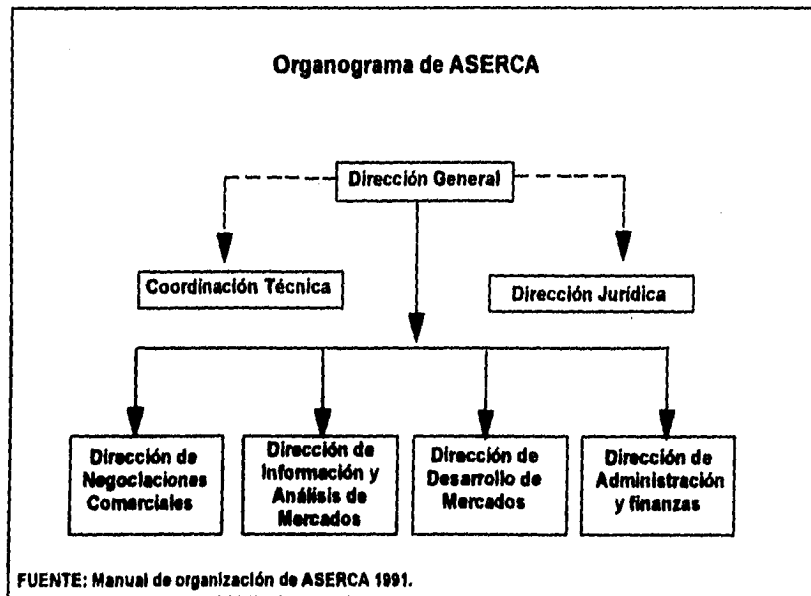 Organograma de ASERCA
Dirección General
Coordinación Técnica
Dirección Jurídica
Dirección de
Negociaciones
Comerciales
Dirección de
Información y
Análisis de
Mercados
Dirección de
Desarrollo de
Mercados
Dirección de
Administración
y finanzas
FUENTE: Manual de organización de ASERCA 1991.